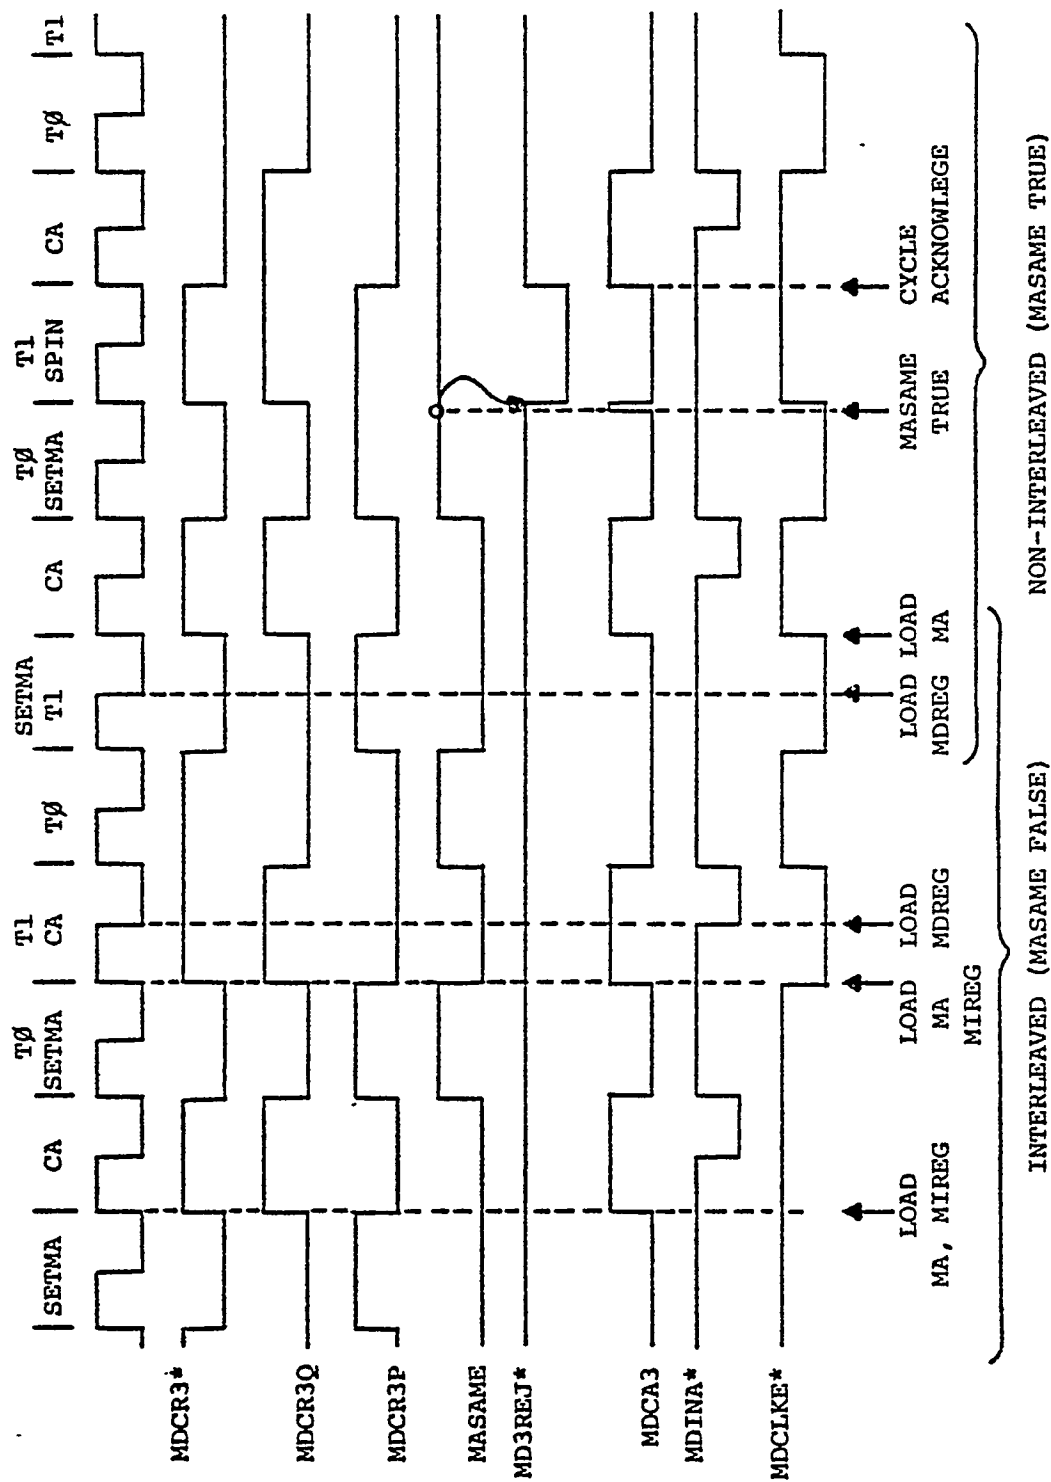 |SETMA | CA | TØ T1 | TØ | SETMA | CA | TØ T1 | CA | TØ |T1
|SETMA CA T1 |SETMA SPIN
MDCR3*
MDCR3Q
MDCR3P
MASAME
MD3REJ*
MDCA3
MDINA*
MDCLKE*
LOAD
MA, MIREG
LOAD
MA
MIREG
LOAD
MDREG
LOAD
MDREG
LOAD
MA
MASAME
TRUE
CYCLE
ACKNOWLEGE
INTERLEAVED (MASAME FALSE)
NON-INTERLEAVED (MASAME TRUE)